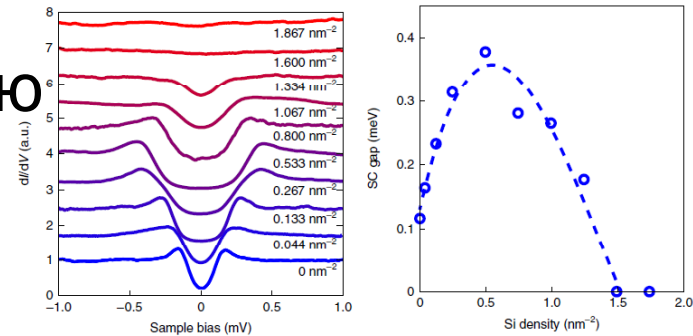 ю
8
7
6
5
4
3
2
1
0
dI/dV (a.u.)
1.867 nm⁻²
1.600 nm⁻²
1.334 nm⁻²
1.067 nm⁻²
0.800 nm⁻²
0.533 nm⁻²
0.267 nm⁻²
0.133 nm⁻²
0.044 nm⁻²
0 nm⁻²
−1.0 −0.5 0 0.5 1.0
Sample bias (mV)
0.4
0.3
0.2
0.1
0
SC gap (meV)
0 0.5 1.0 1.5 2.0
Si density (nm⁻²)